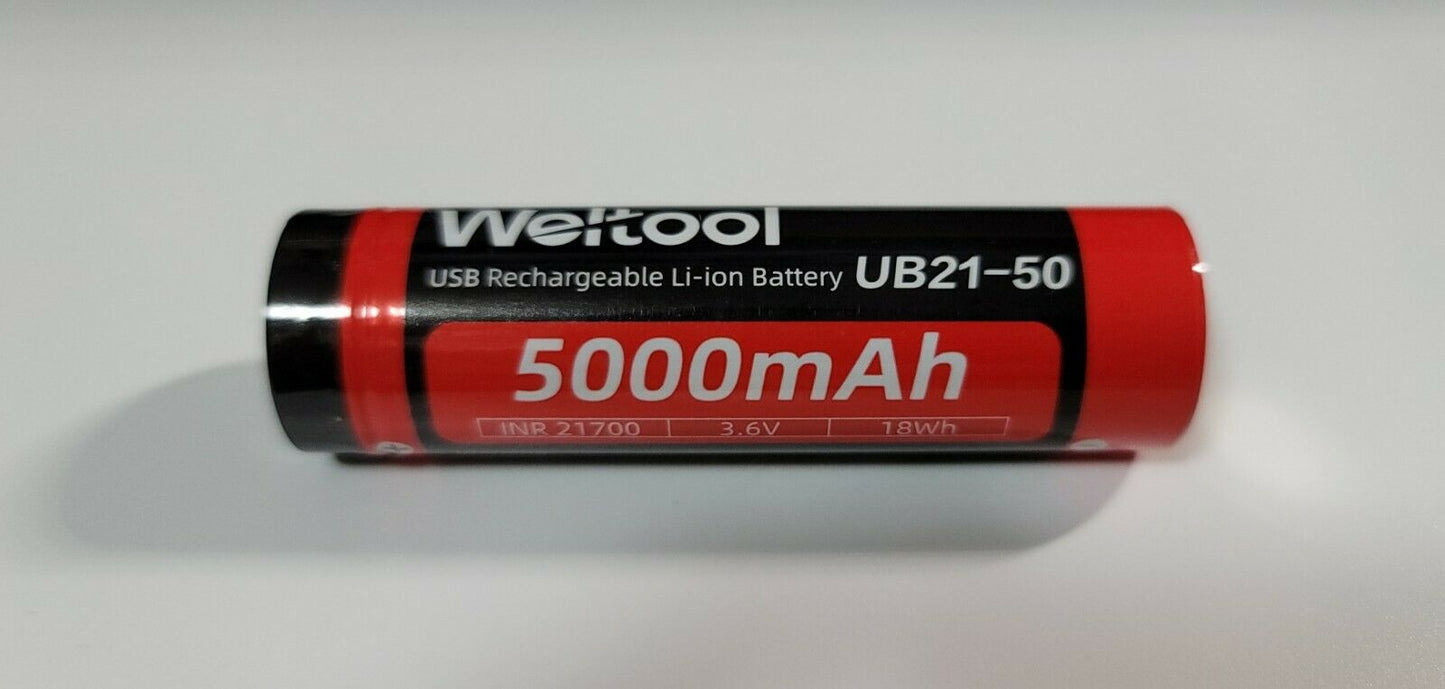 Weltool
USB Rechargeable Li-ion Battery UB21-50
5000mAh
INR 21700 3.6V 18Wh